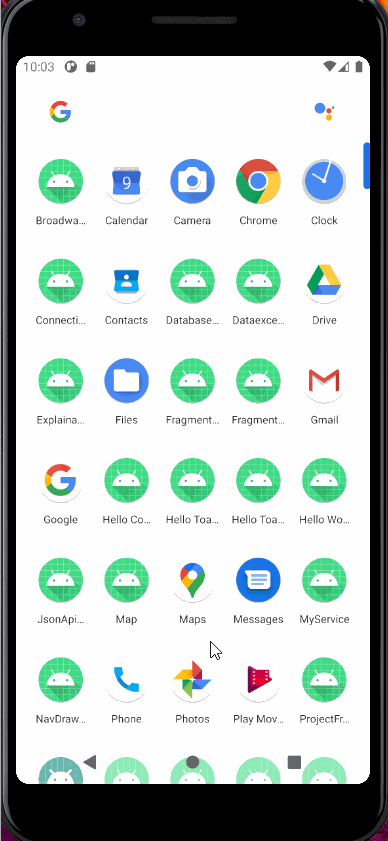 10:03
Broadwa... Calendar Camera Chrome Clock
9
Connecti... Contacts Database... Dataexce... Drive
Explaina... Files Fragment... Fragment... Gmail
Google Hello Co... Hello Toa... Hello Toa... Hello Wo...
JsonApi... Map Maps Messages MyService
NavDraw... Phone Photos Play Mov... ProjectFr...